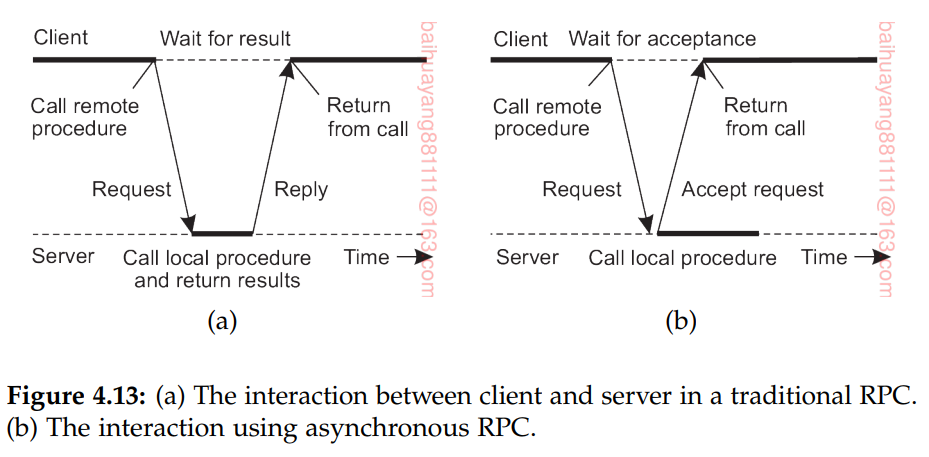 Client Wait for result
Call remote
procedure
Return
from call
Request Reply
Server Call local procedure
and return results
Time
(a)
baihuayang881111@163.com
Client Wait for acceptance
Call remote
procedure
Return
from call
Request Accept request
Server Call local procedure Time
(b)
baihuayang881111@163.com
Figure 4.13: (a) The interaction between client and server in a traditional RPC.
(b) The interaction using asynchronous RPC.